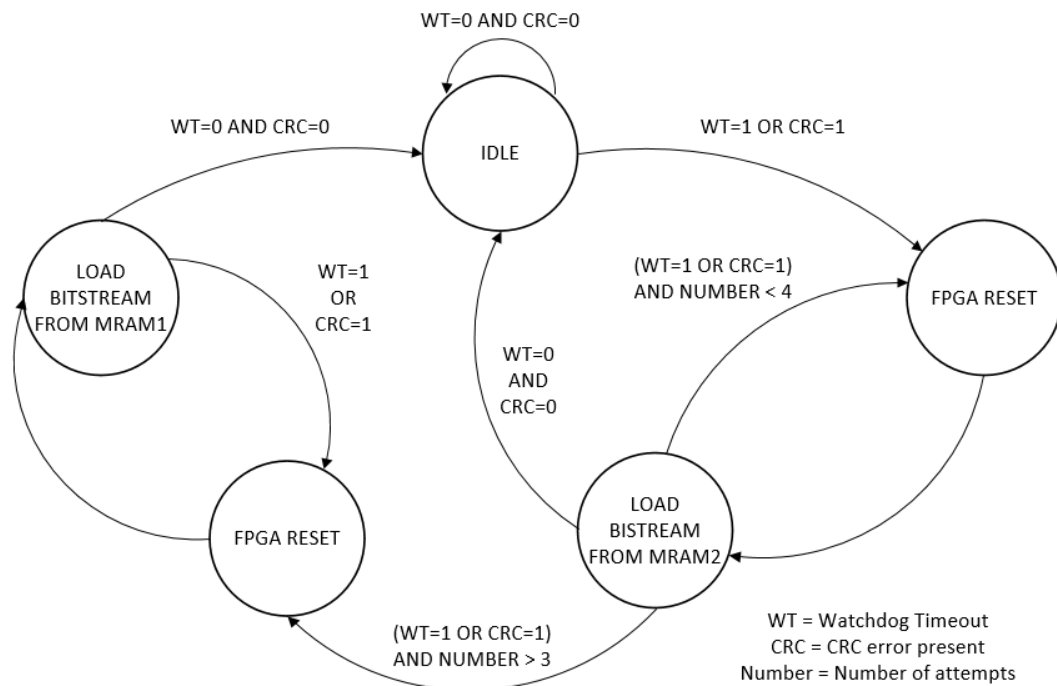 WT=0 AND CRC=0
WT=0 AND CRC=0
IDLE
WT=1 OR CRC=1
LOAD
BITSTREAM
FROM MRAM1
WT=1
OR
CRC=1
(WT=1 OR CRC=1)
AND NUMBER < 4
FPGA RESET
WT=0
AND
CRC=0
FPGA RESET
LOAD
BISTREAM
FROM MRAM2
(WT=1 OR CRC=1)
AND NUMBER > 3
WT = Watchdog Timeout
CRC = CRC error present
Number = Number of attempts